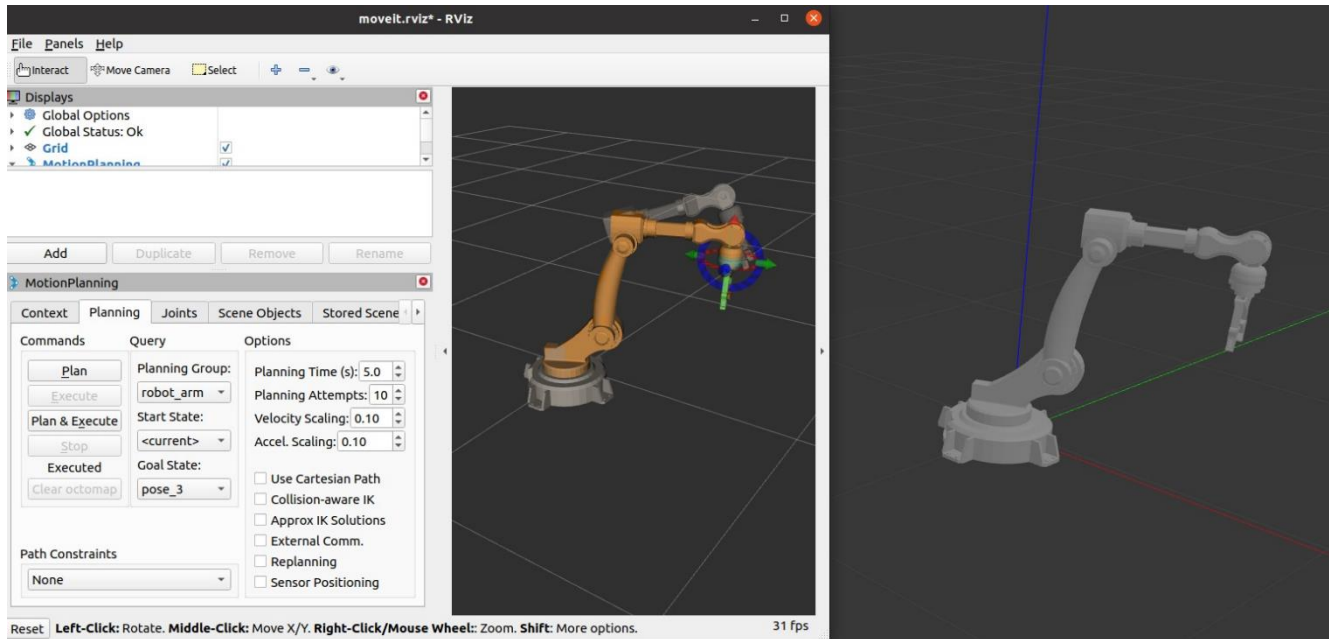 moveit.rviz* - RViz
File Panels Help
Interact Move Camera Select
Displays
Global Options
Global Status: Ok
Grid
MotionPlanning
Add Duplicate Remove Rename
MotionPlanning
Context Planning Joints Scene Objects Stored Scene
Commands Query Options
Plan Planning Group: Planning Time (s): 5.0
Execute robot_arm Planning Attempts: 10
Plan & Execute Start State: Velocity Scaling: 0.10
Stop <current> Accel. Scaling: 0.10
Executed Goal State:
Clear octomap pose_3 Use Cartesian Path
Collision-aware IK
Approx IK Solutions
External Comm.
Path Constraints Replanning
None Sensor Positioning
Reset Left-Click: Rotate. Middle-Click: Move X/Y. Right-Click/Mouse Wheel:: Zoom. Shift: More options. 31 fps